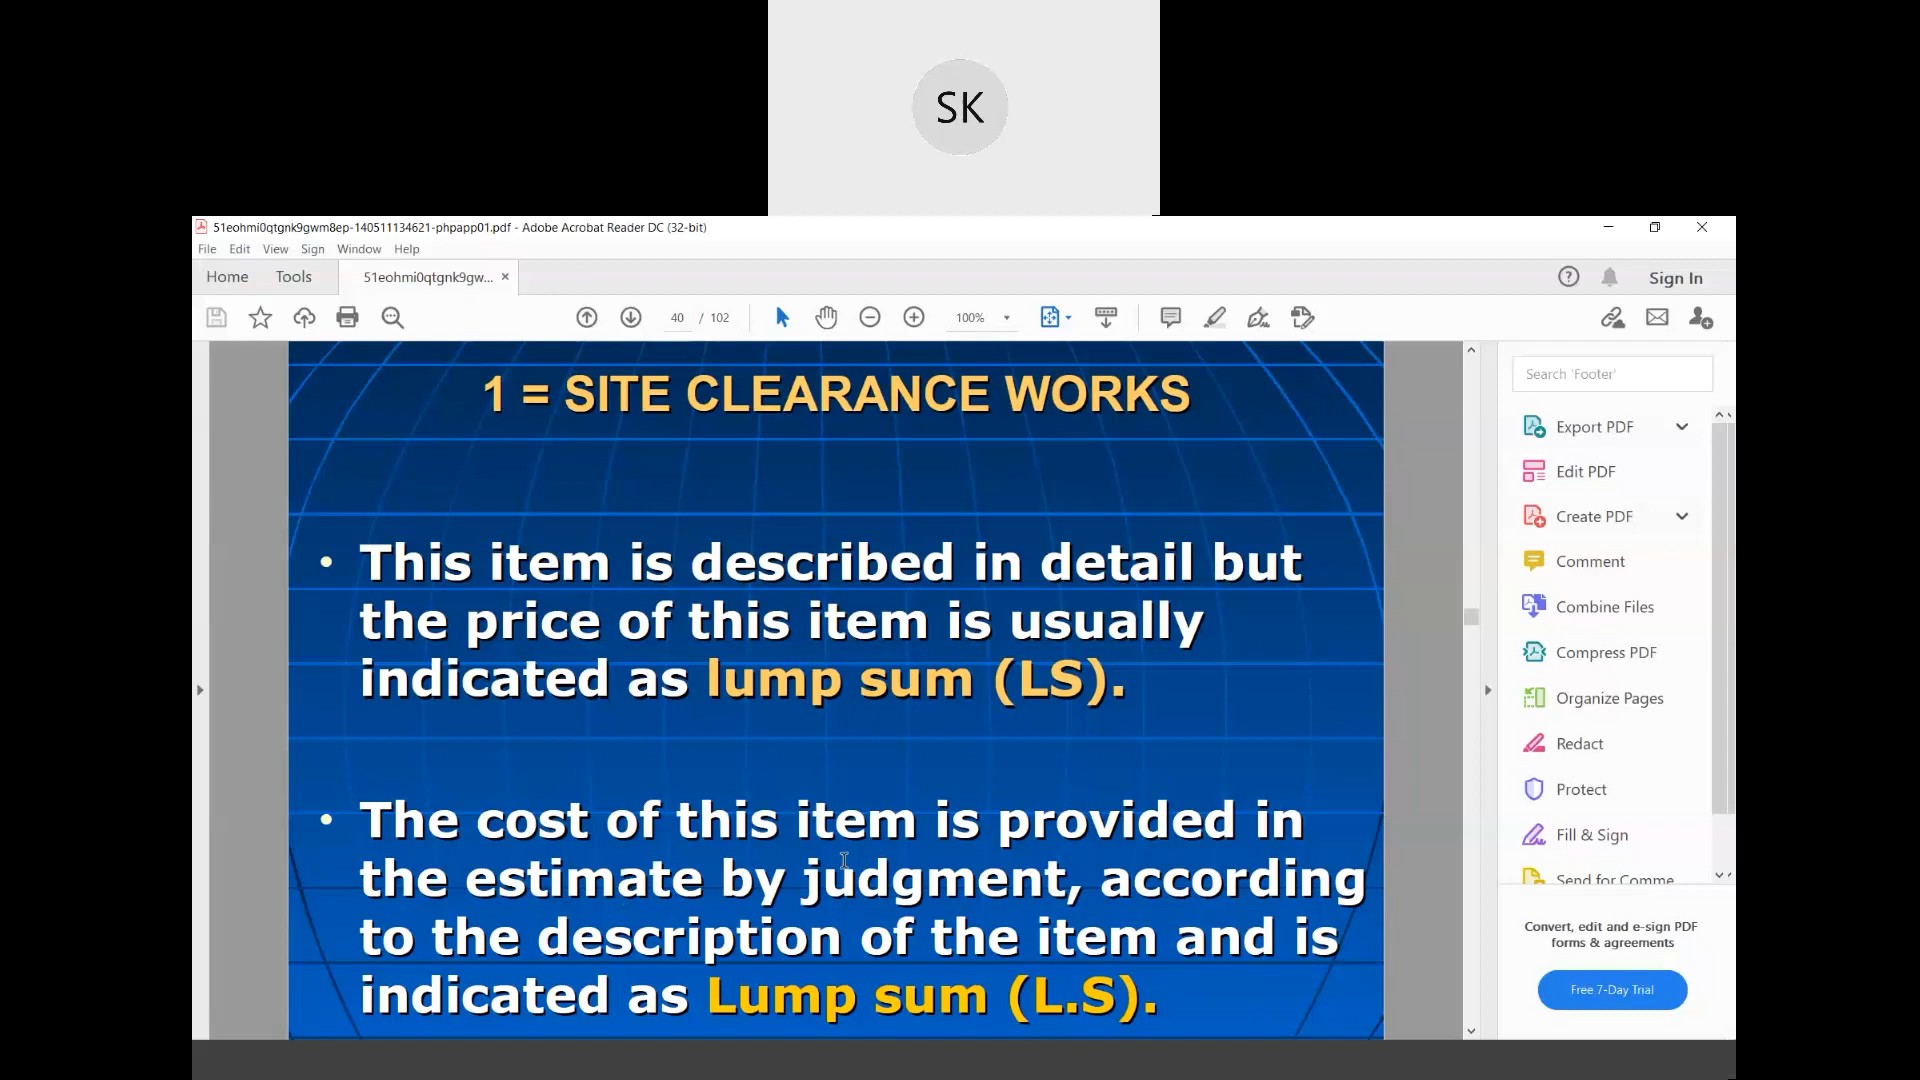 SK
51eohmi0qtgnk9gwm8ep-140511134621-phpapp01.pdf - Adobe Acrobat Reader DC (32-bit)
File Edit View Sign Window Help
Home Tools 51eohmi0qtgnk9gw... × Sign In
40 / 102 100%
1 = SITE CLEARANCE WORKS
• This item is described in detail but
the price of this item is usually
indicated as lump sum (LS).
• The cost of this item is provided in
the estimate by judgment, according
to the description of the item and is
indicated as Lump sum (L.S).
Search 'Footer'
Export PDF
Edit PDF
Create PDF
Comment
Combine Files
Compress PDF
Organize Pages
Redact
Protect
Fill & Sign
Send for Comme
Convert, edit and e-sign PDF
forms & agreements
Free 7-Day Trial